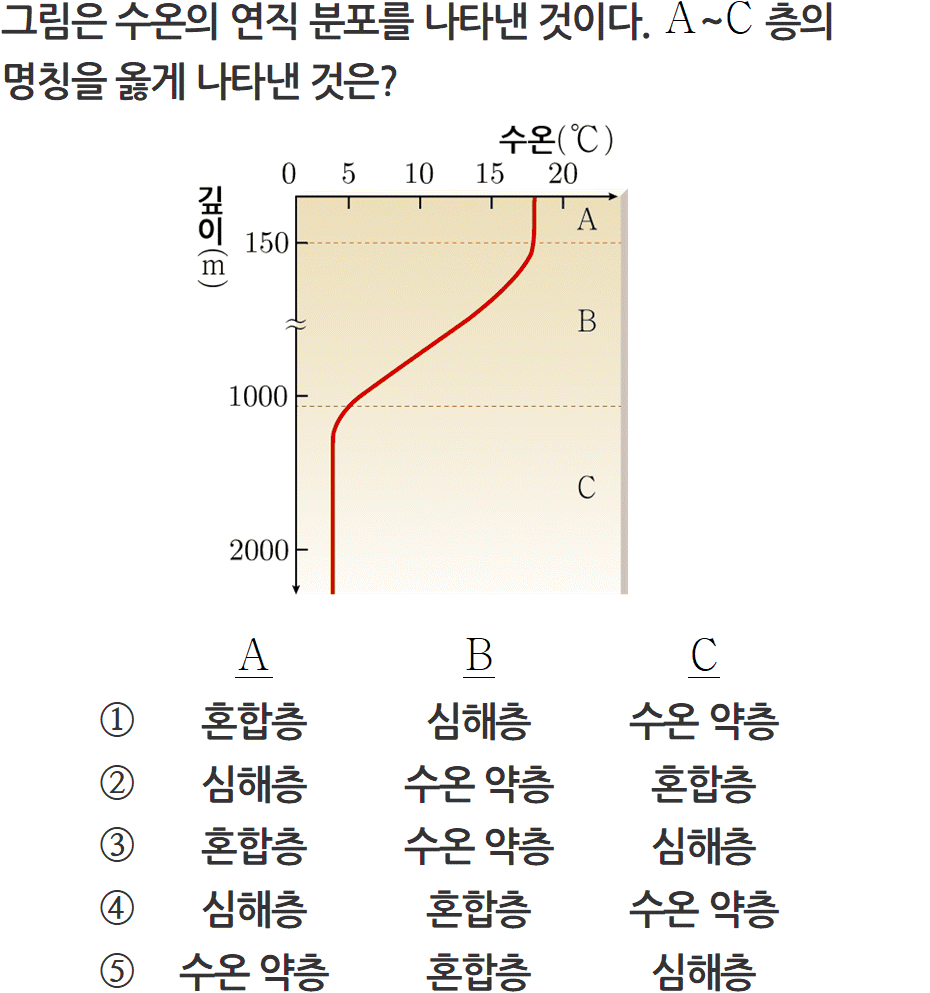 그림은 수온의 연직 분포를 나타낸 것이다. A~C 층의
명칭을 옳게 나타낸 것은?
수온(℃)
0 5 10 15 20
깊이(m)
A
150
B
1000
C
2000
A B C
① 혼합층 심해층 수온 약층
② 심해층 수온 약층 혼합층
③ 혼합층 수온 약층 심해층
④ 심해층 혼합층 수온 약층
⑤ 수온 약층 혼합층 심해층